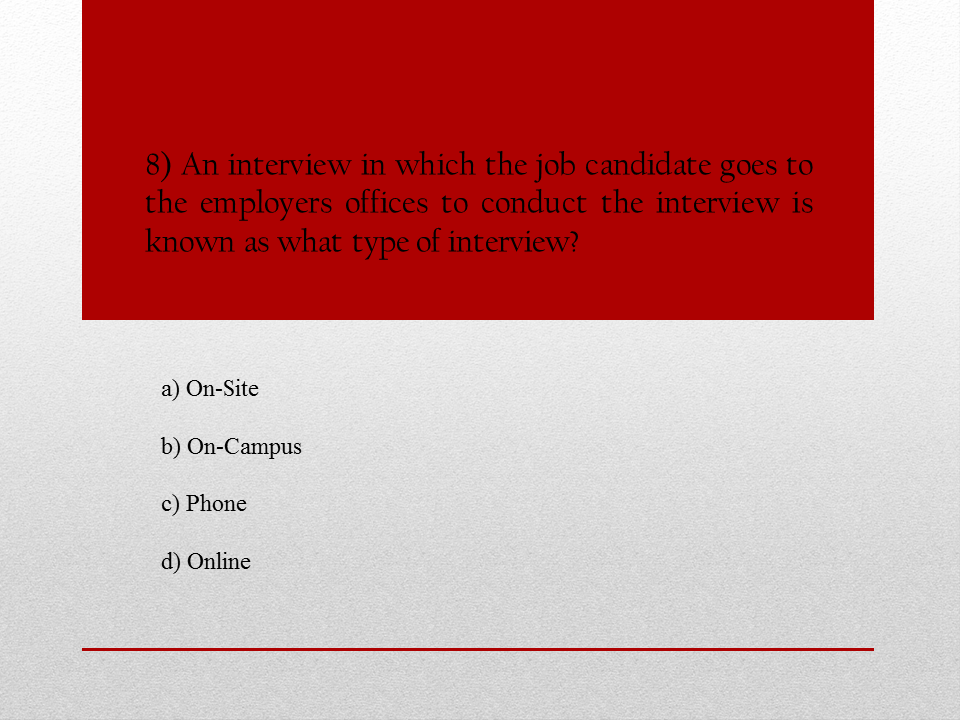 8) An interview in which the job candidate goes to
the employers offices to conduct the interview is
known as what type of interview?
a) On-Site
b) On-Campus
c) Phone
d) Online